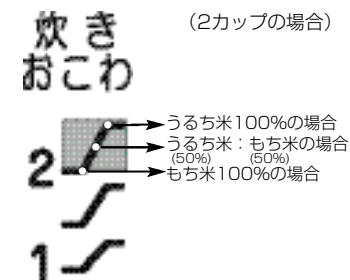 炊き
おこわ
（2カップの場合）
うるち米100％の場合
うるち米：もち米の場合
(50%) (50%)
もち米100％の場合
2
1